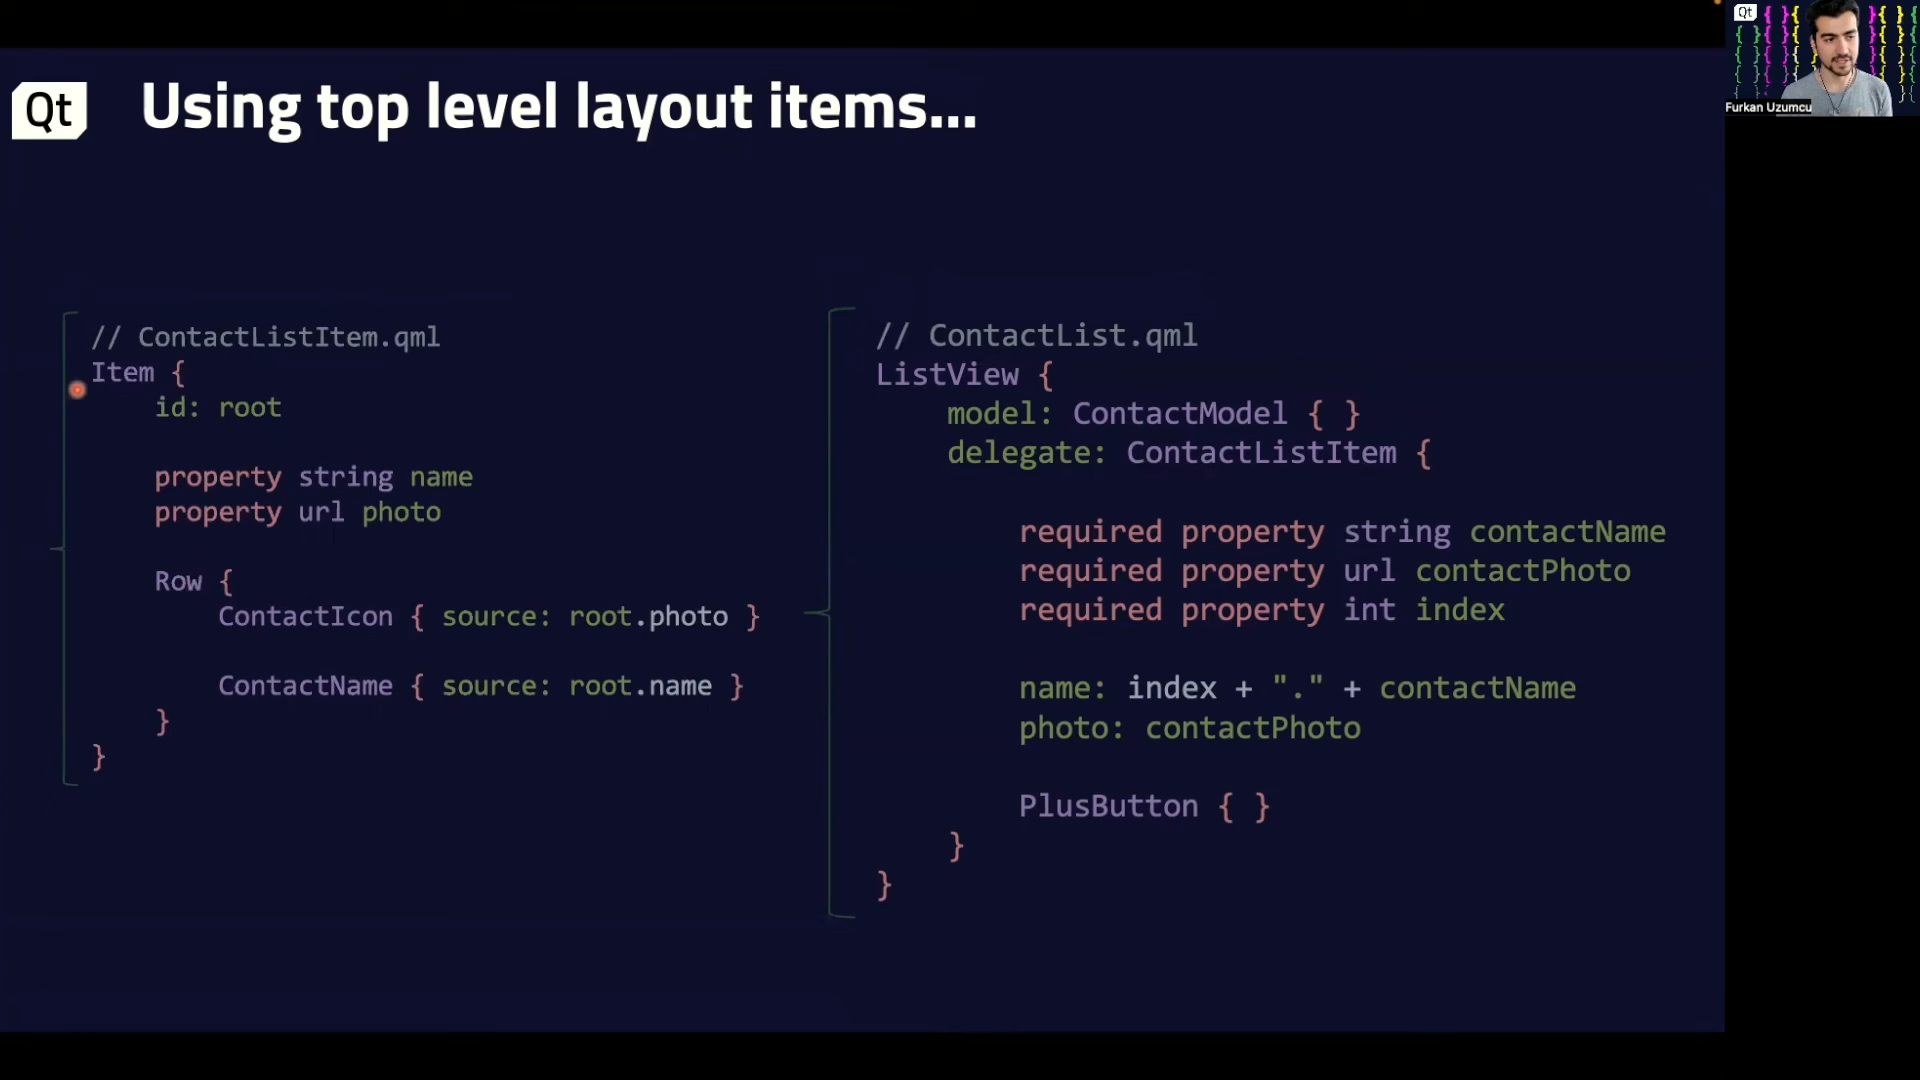 Qt
Using top level layout items...
// ContactListItem.qml
Item {
id: root
property string name
property url photo
Row {
ContactIcon { source: root.photo }
ContactName { source: root.name }
}
}
// ContactList.qml
ListView {
model: ContactModel { }
delegate: ContactListItem {
required property string contactName
required property url contactPhoto
required property int index
name: index + "." + contactName
photo: contactPhoto
PlusButton { }
}
}
Qt
Furkan Uzumcu